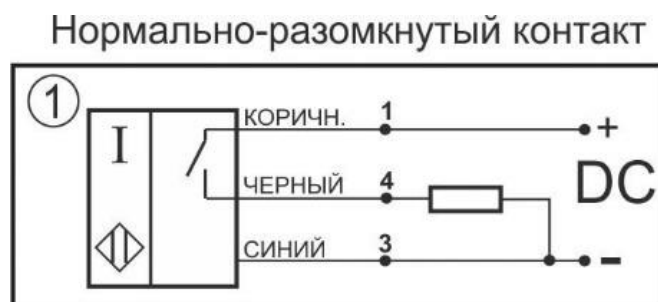 Нормально-разомкнутый контакт
1
I
КОРИЧН. 1 +
ЧЕРНЫЙ 4 DC
СИНИЙ 3 -